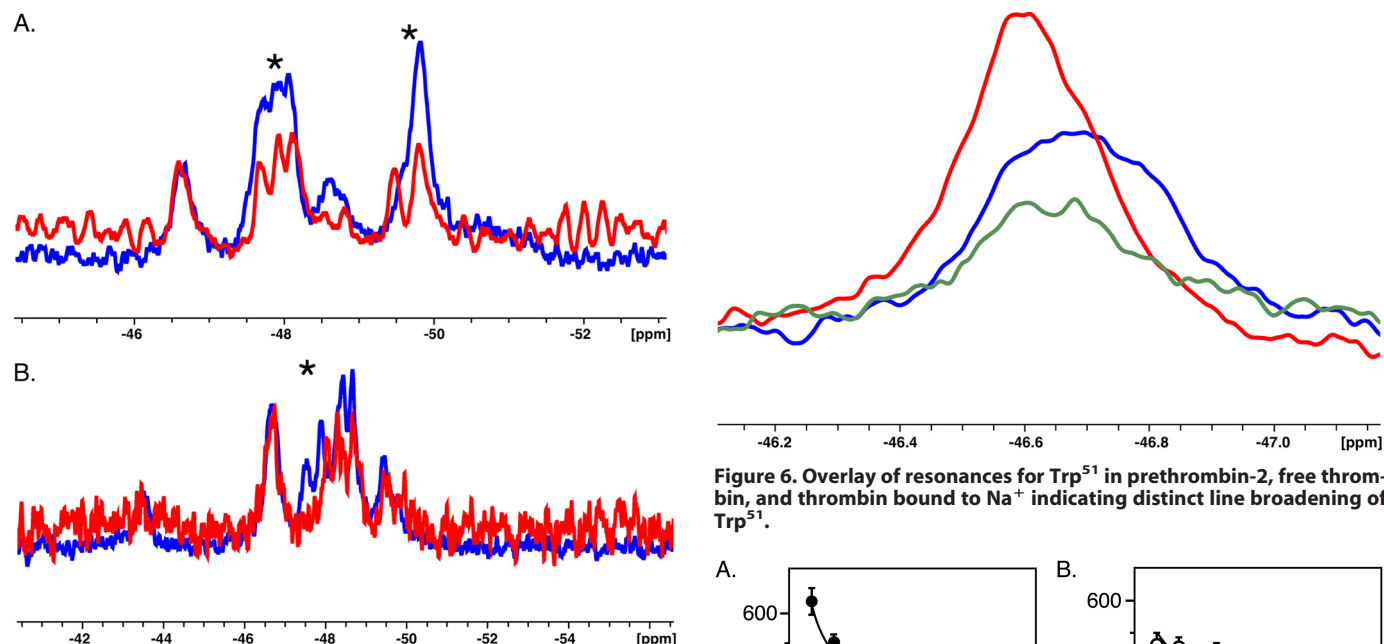 A.
*
*
-46 -48 -50 -52 [ppm]
B.
*
-42 -44 -46 -48 -50 -52 -54 [ppm]
-46.2 -46.4 -46.6 -46.8 -47.0 [ppm]
Figure 6. Overlay of resonances for Trp⁵¹ in prethrombin-2, free throm-
bin, and thrombin bound to Na⁺ indicating distinct line broadening of
Trp⁵¹.
A.
600
B.
600